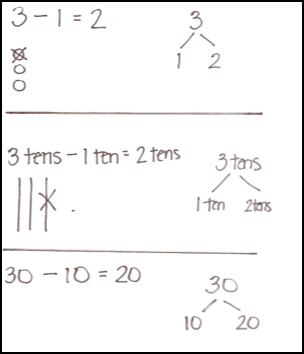 3 - 1 = 2
3
1 2
3 tens - 1 ten = 2 tens
3 tens
1 ten 2 tens
30 - 10 = 20
30
10 20